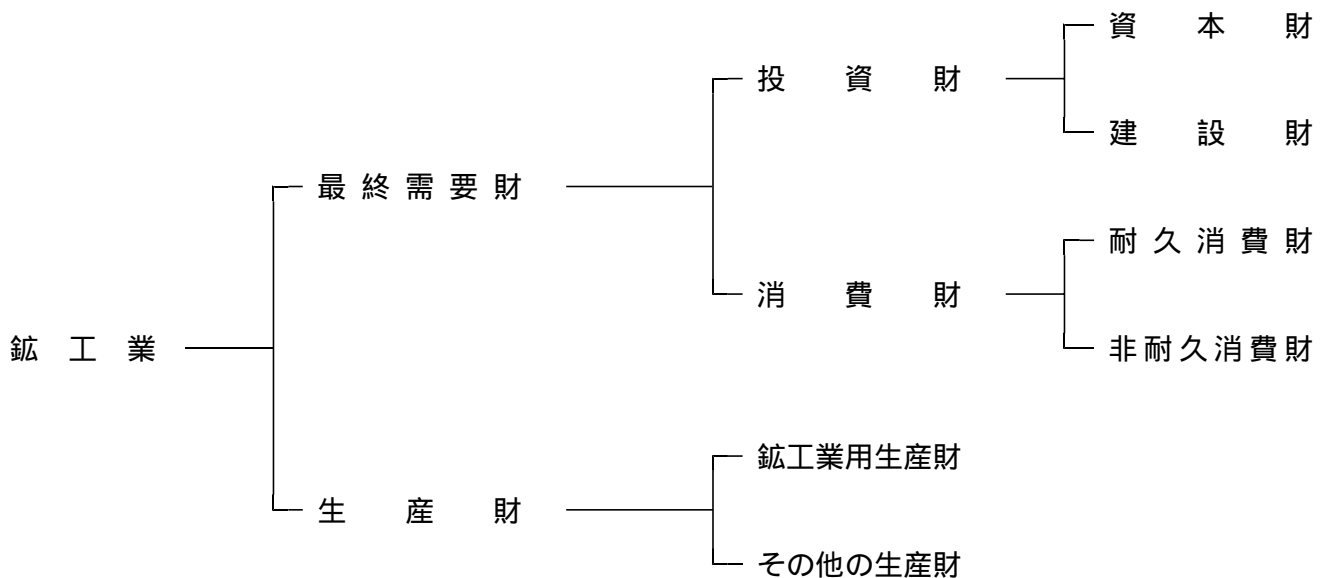 資本財
投資財
建設財
最終需要財
耐久消費財
消費財
鉱工業
非耐久消費財
鉱工業用生産財
生産財
その他の生産財